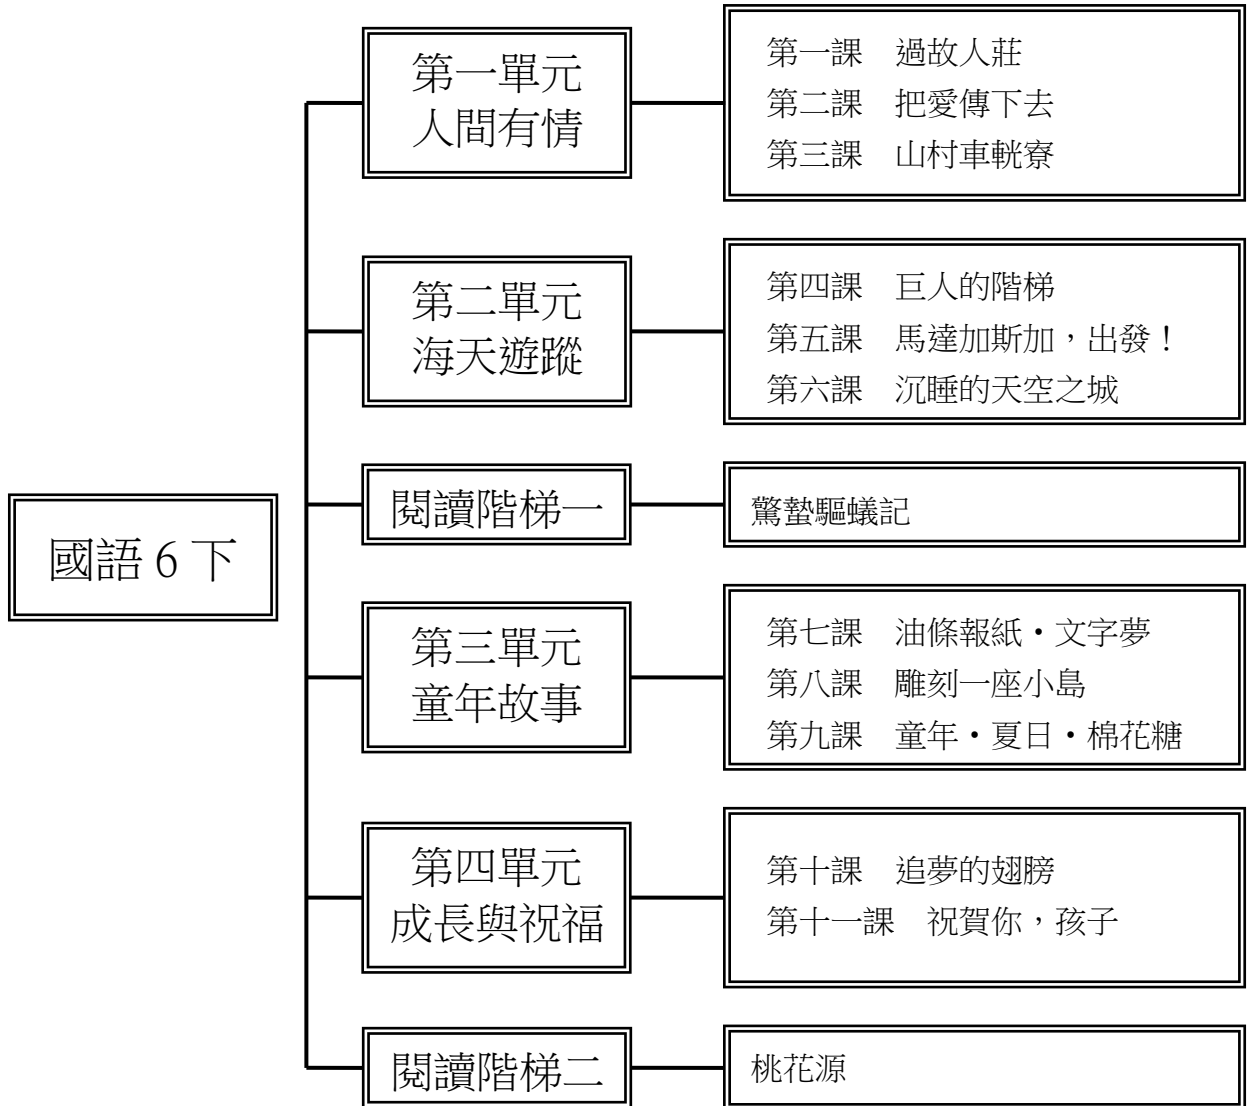 國語 6 下
第一單元
人間有情
第一課　過故人莊
第二課　把愛傳下去
第三課　山村車輄寮
第二單元
海天遊蹤
第四課　巨人的階梯
第五課　馬達加斯加，出發！
第六課　沉睡的天空之城
閱讀階梯一
驚蟄驅蟻記
第三單元
童年故事
第七課　油條報紙・文字夢
第八課　雕刻一座小島
第九課　童年・夏日・棉花糖
第四單元
成長與祝福
第十課　追夢的翅膀
第十一課　祝賀你，孩子
閱讀階梯二
桃花源